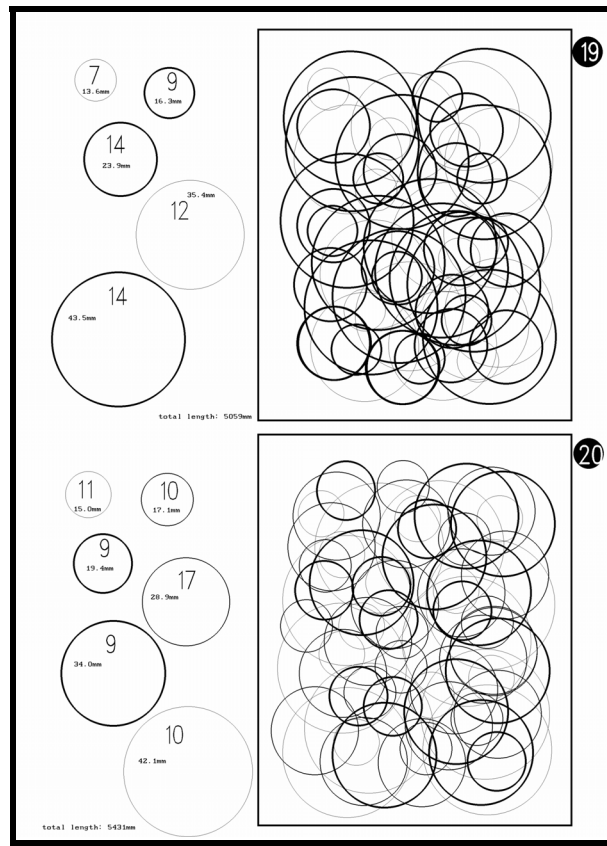 19
7
13.6mm
9
16.3mm
14
23.9mm
35.4mm
12
14
43.5mm
total length: 5059mm
20
11
15.0mm
10
17.1mm
9
19.4mm
17
28.9mm
9
34.0mm
10
42.1mm
total length: 5431mm